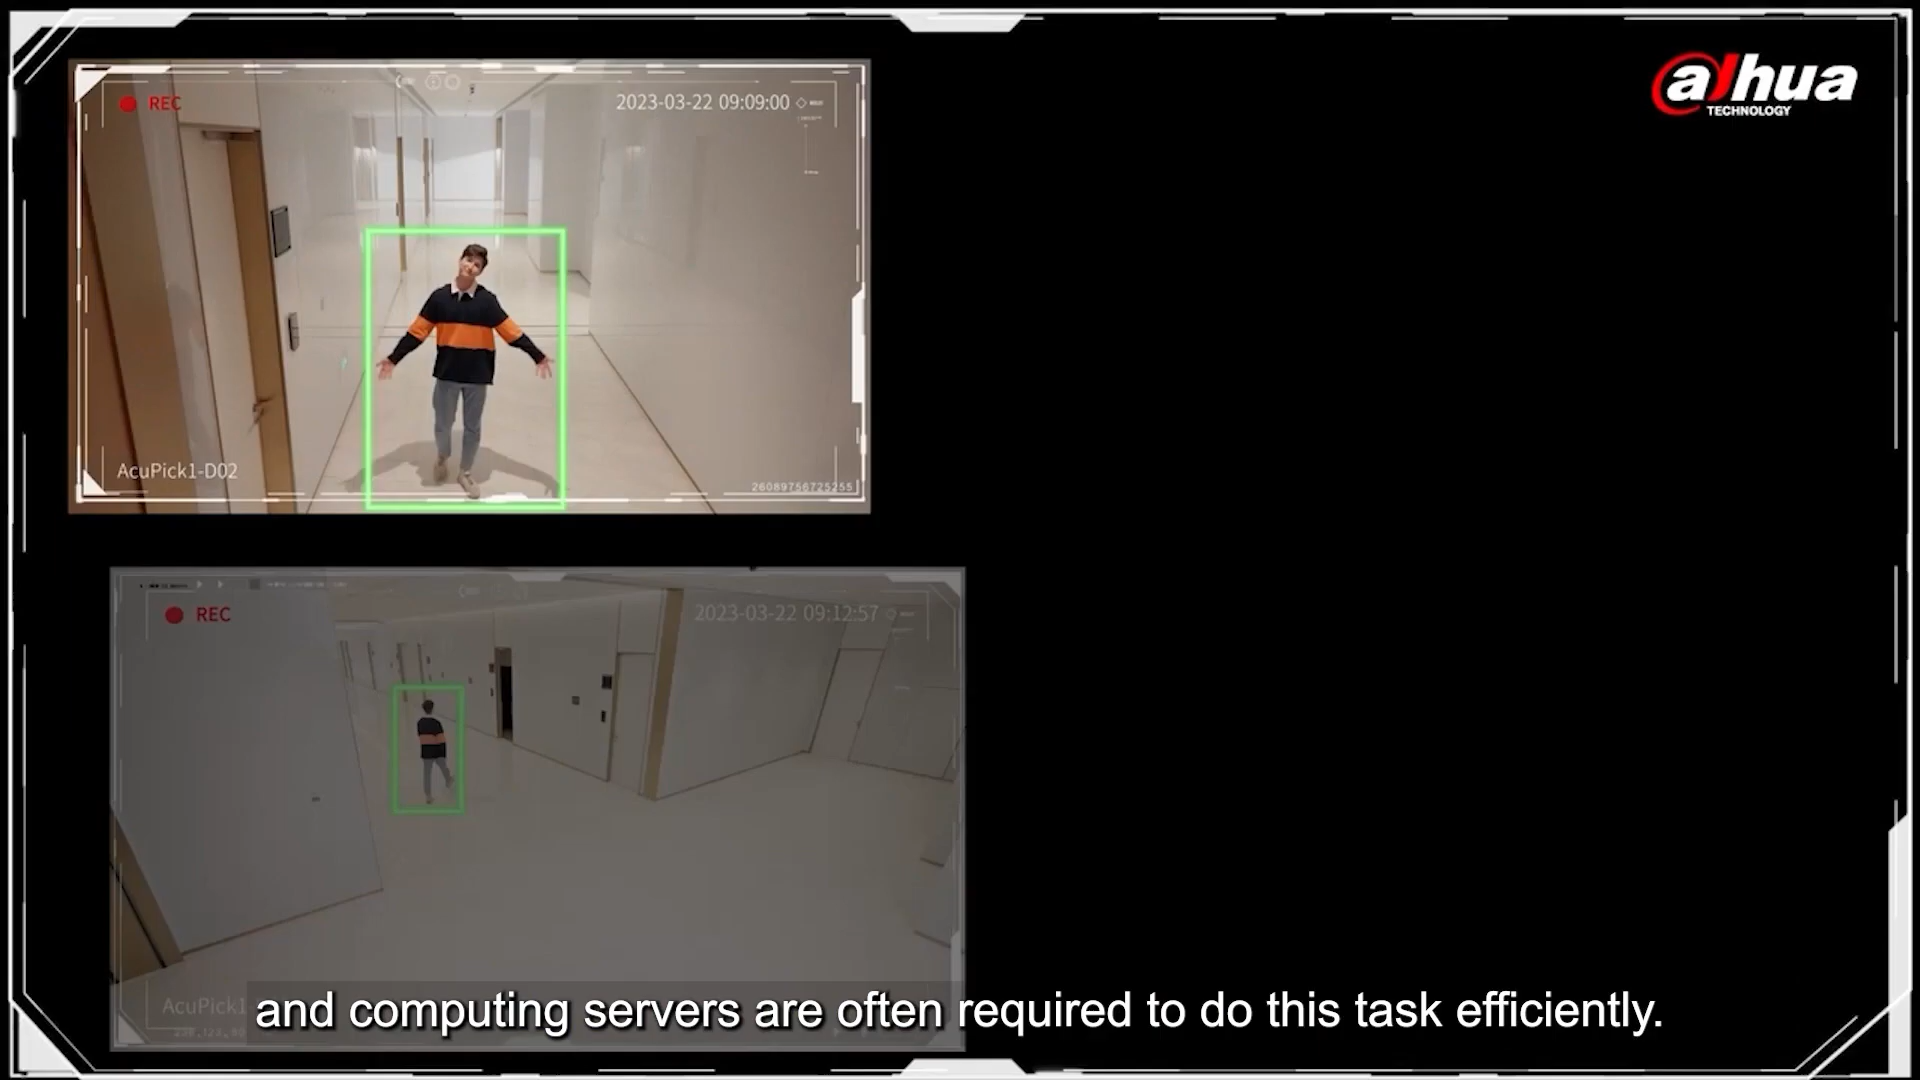 alhua
TECHNOLOGY
REC
2023-03-22 09:09:00
AcuPick1-D02
26089756725255
REC
2023-03-22 09:12:57
AcuPick1
and computing servers are often required to do this task efficiently.